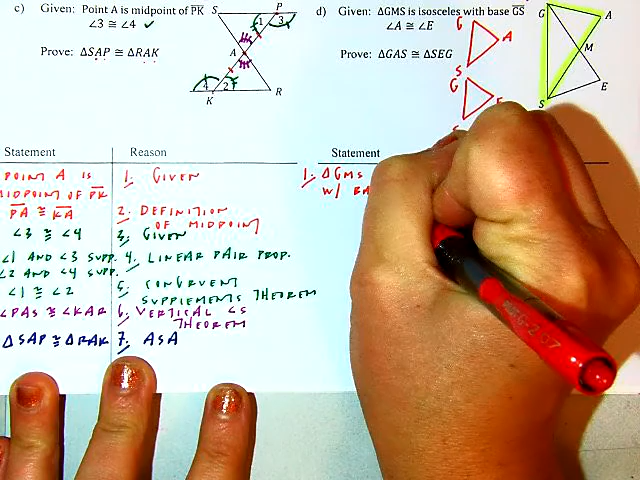 c) Given: Point A is midpoint of PK
∠3 ≅ ∠4 ✓
Prove: ΔSAP ≅ ΔRAK
S P
1 3
A
4 2
K R
d) Given: ΔGMS is isosceles with base GS
∠A ≅ ∠E
Prove: ΔGAS ≅ ΔSEG
G
A
S
G
E
S
G A
M
E
S
Statement Reason
POINT A IS
MIDPOINT OF PK
1. GIVEN
PA ≅ KA
2. DEFINITION
OF MIDPOINT
∠3 ≅ ∠4
3. GIVEN
∠1 AND ∠3 SUPP.
∠2 AND ∠4 SUPP.
4. LINEAR PAIR PROP.
∠1 ≅ ∠2
5. CONGRUENT
SUPPLEMENTS THEOREM
∠PAS ≅ ∠KAR
6. VERTICAL ∠S
THEOREM
ΔSAP ≅ ΔRAK
7. ASA
Statement
1. ΔGMS
W/ BA